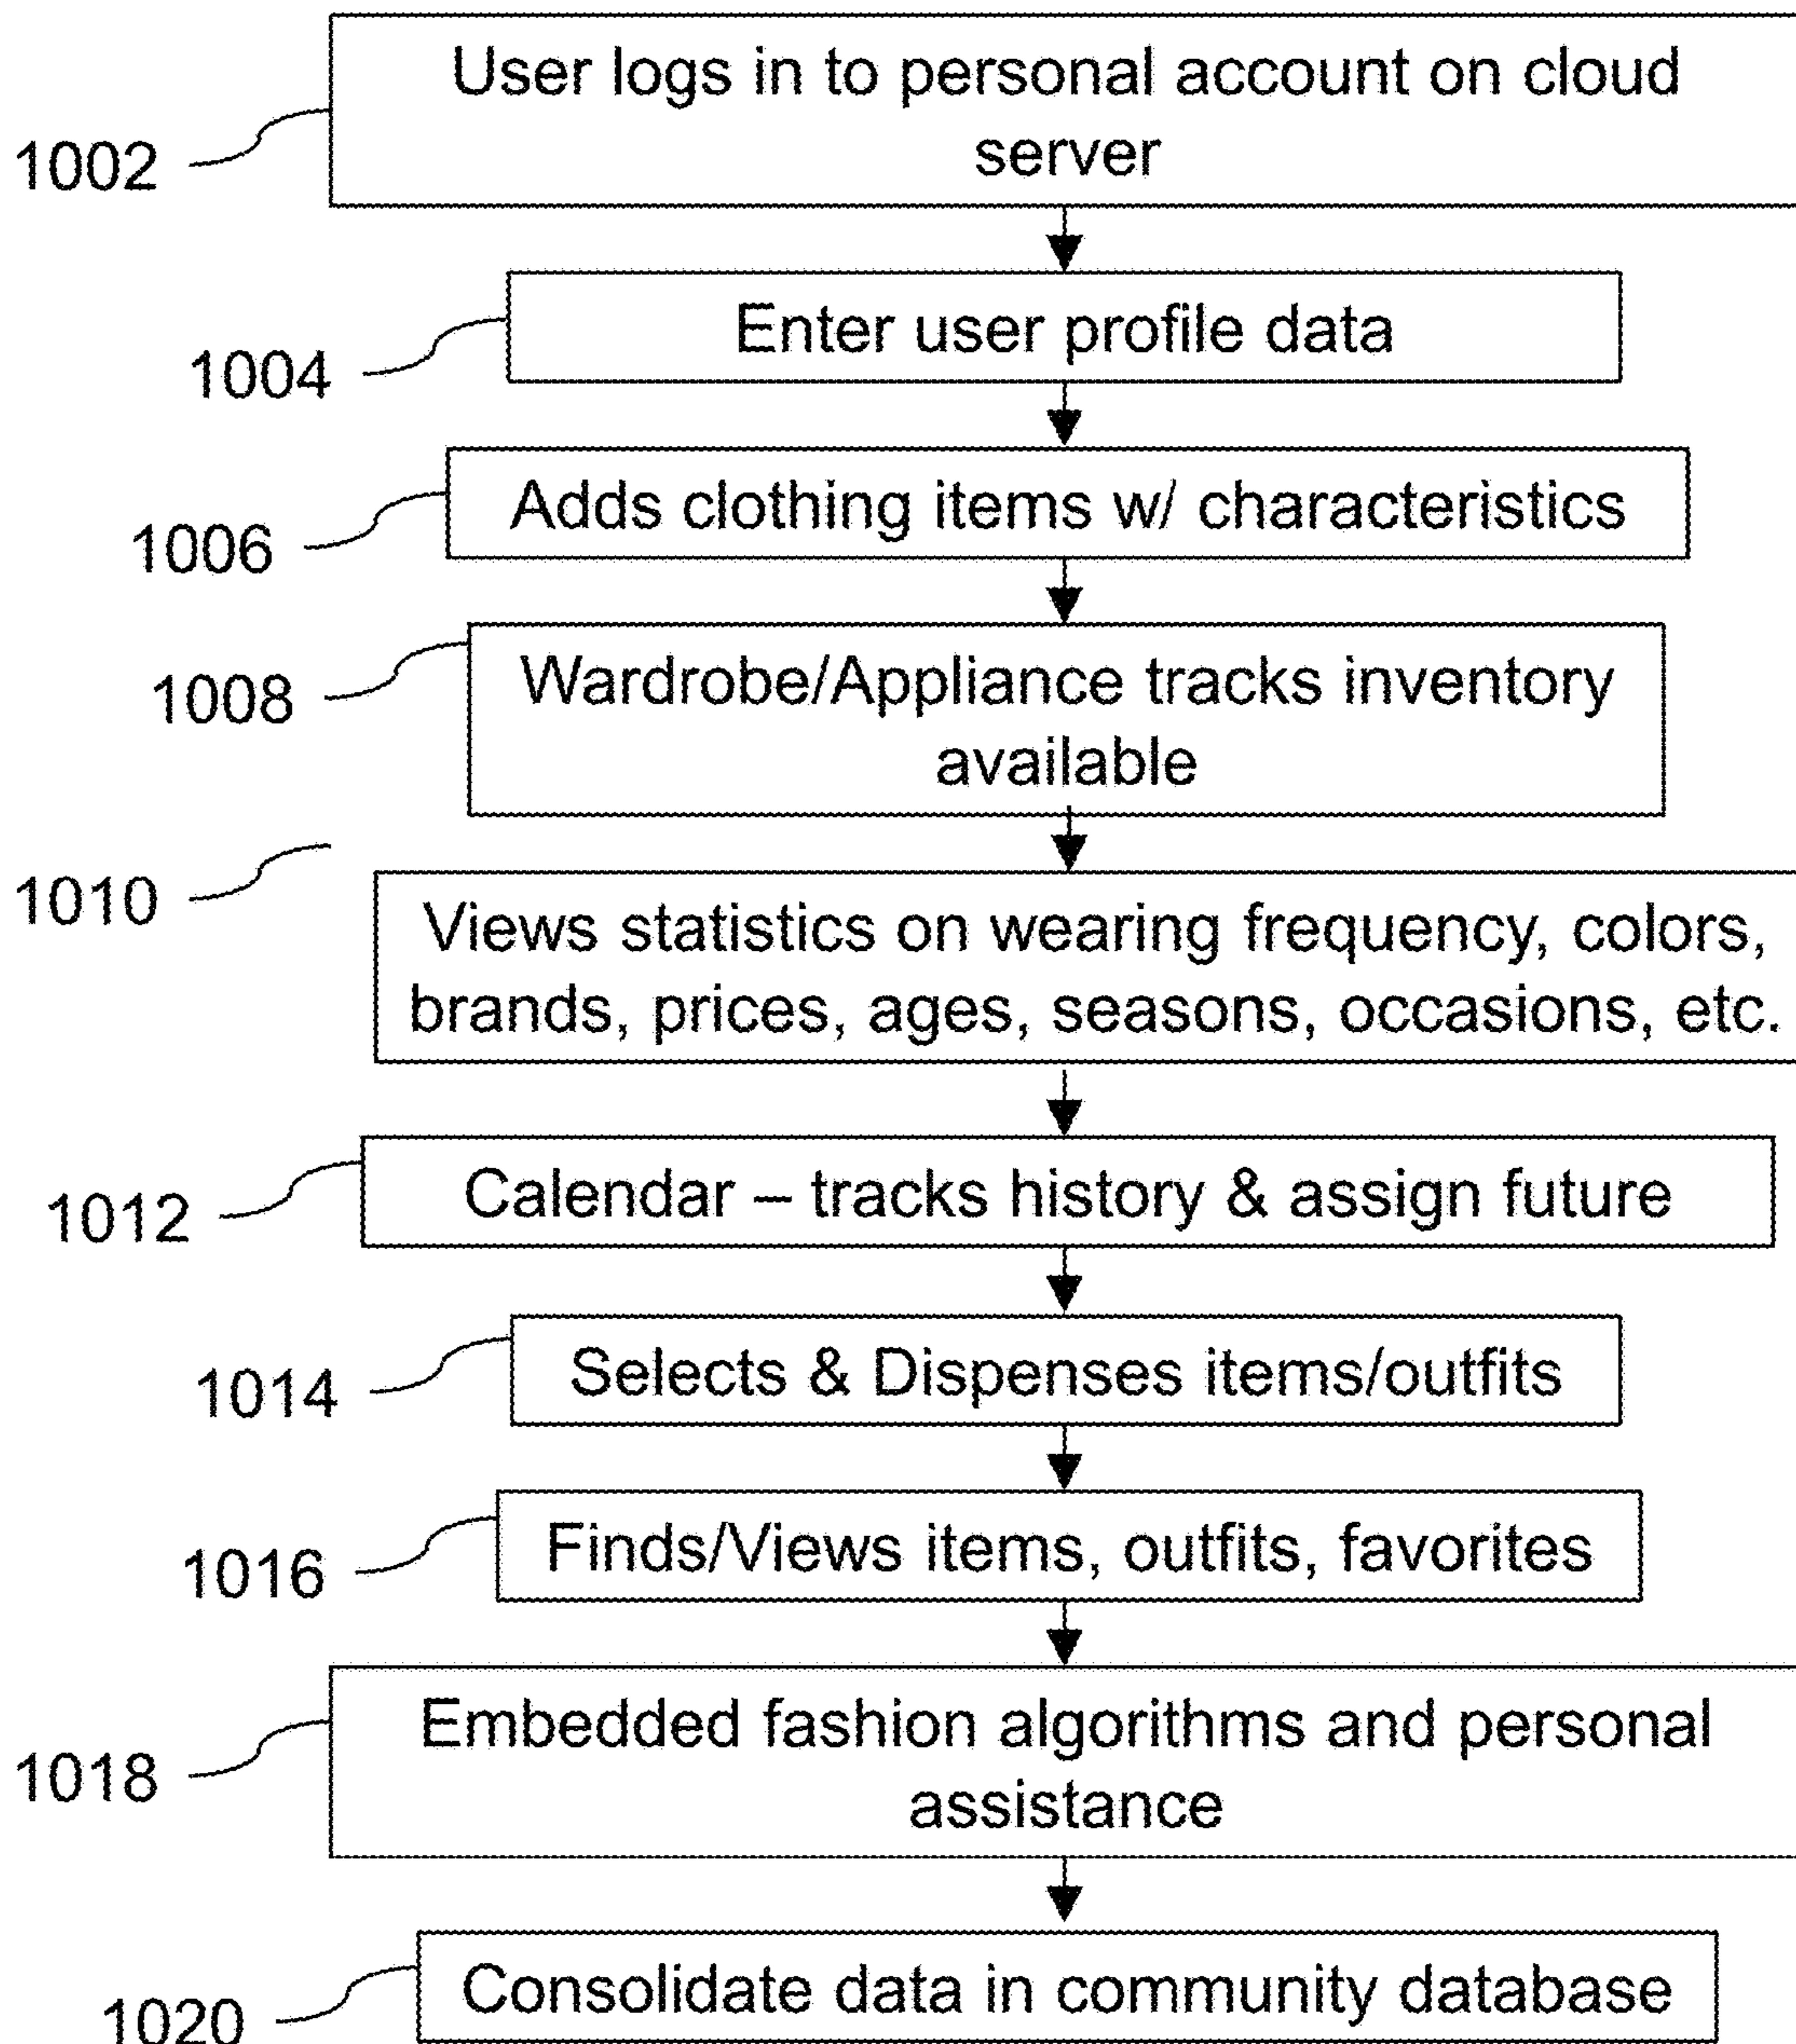 User logs in to personal account on cloud
server
1002
Enter user profile data
1004
Adds clothing items w/ characteristics
1006
Wardrobe/Appliance tracks inventory
available
1008
1010
Views statistics on wearing frequency, colors,
brands, prices, ages, seasons, occasions, etc.
Calendar – tracks history & assign future
1012
Selects & Dispenses items/outfits
1014
Finds/Views items, outfits, favorites
1016
Embedded fashion algorithms and personal
assistance
1018
Consolidate data in community database
1020